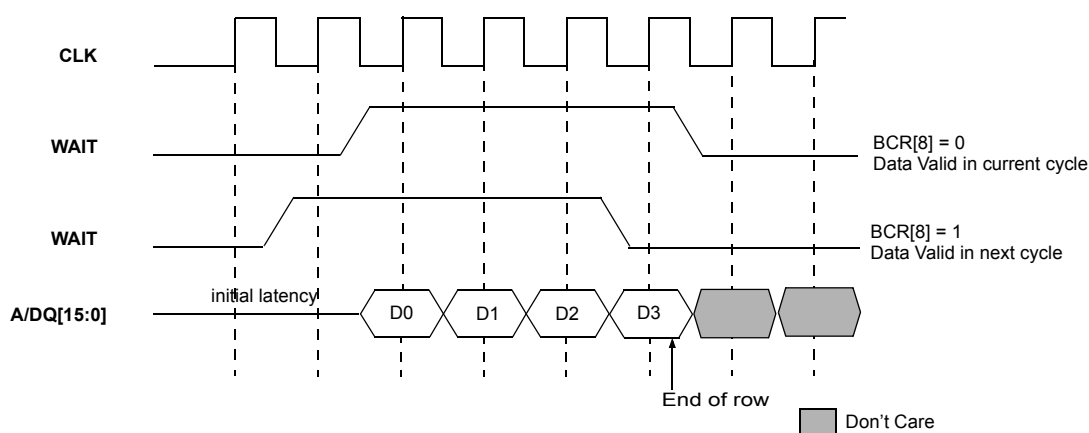 CLK
WAIT
BCR[8] = 0
Data Valid in current cycle
WAIT
BCR[8] = 1
Data Valid in next cycle
initial latency
A/DQ[15:0]
D0
D1
D2
D3
End of row
Don't Care